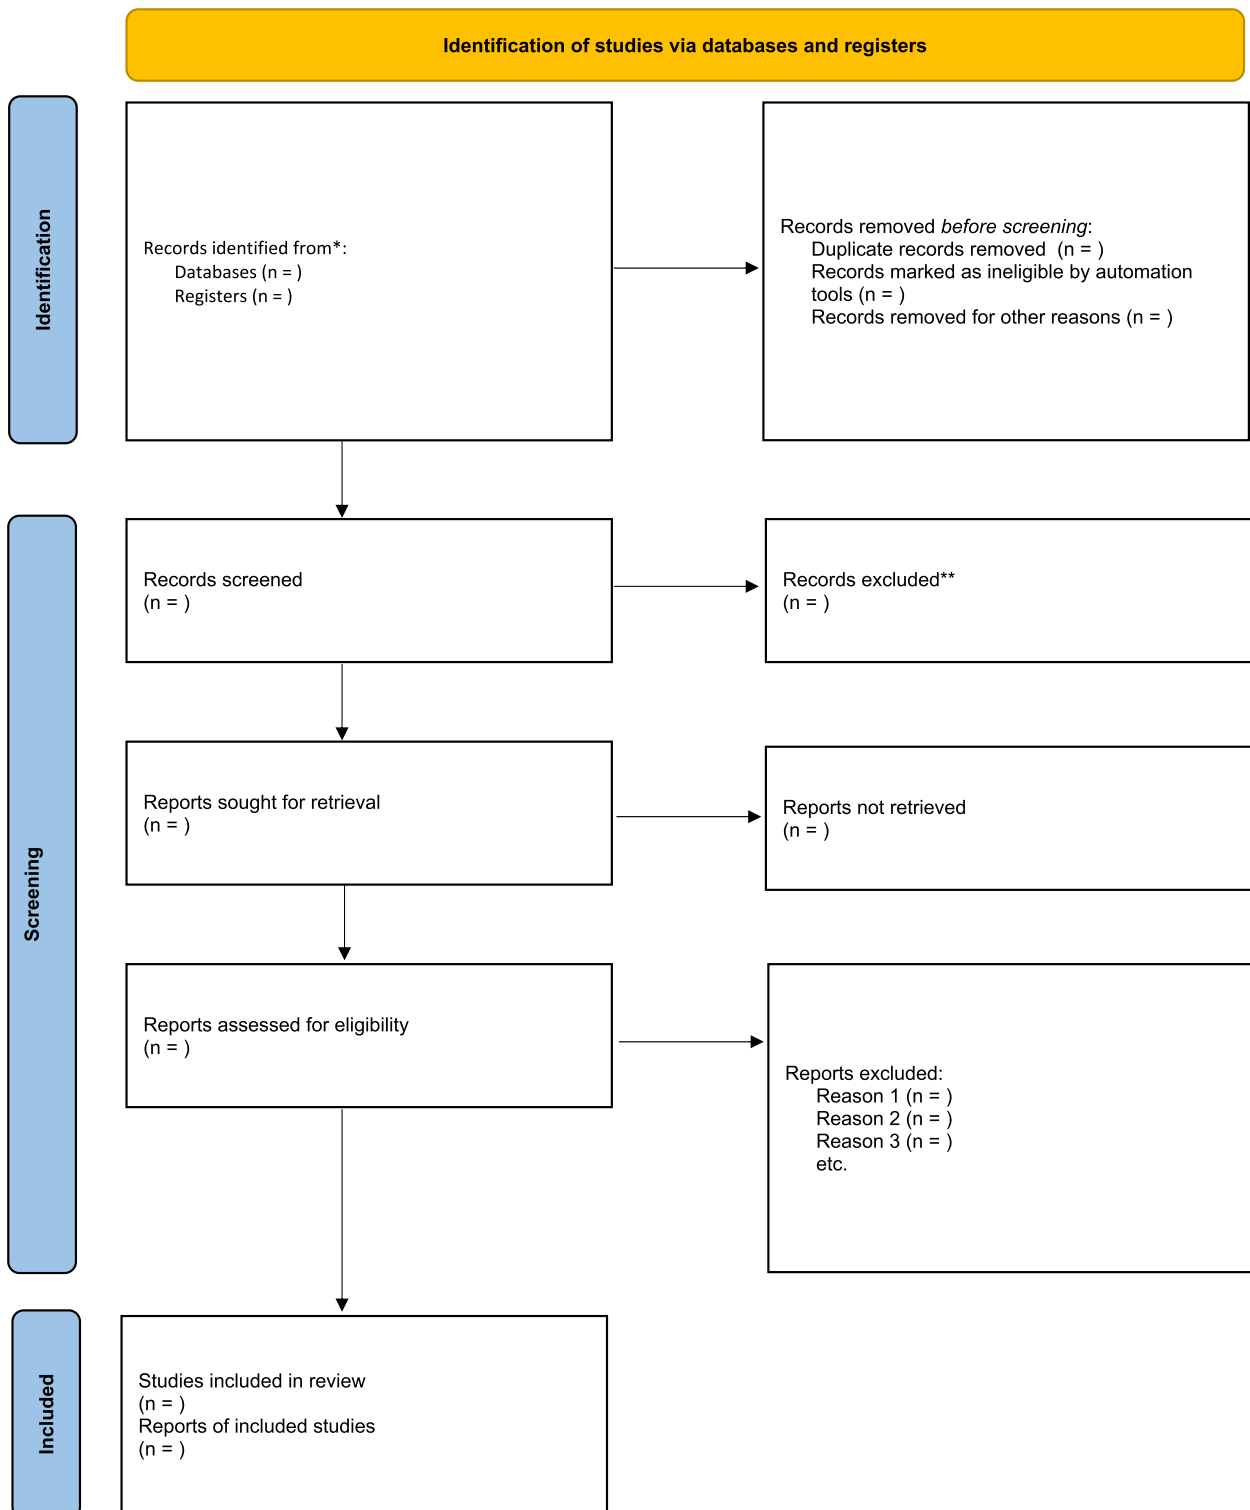 Identification of studies via databases and registers
Identification
Records identified from*:
Databases (n = )
Registers (n = )
Records removed before screening:
Duplicate records removed  (n = )
Records marked as ineligible by automation
tools (n = )
Records removed for other reasons (n = )
Screening
Records screened
(n = )
Records excluded**
(n = )
Reports sought for retrieval
(n = )
Reports not retrieved
(n = )
Reports assessed for eligibility
(n = )
Reports excluded:
Reason 1 (n = )
Reason 2 (n = )
Reason 3 (n = )
etc.
Included
Studies included in review
(n = )
Reports of included studies
(n = )